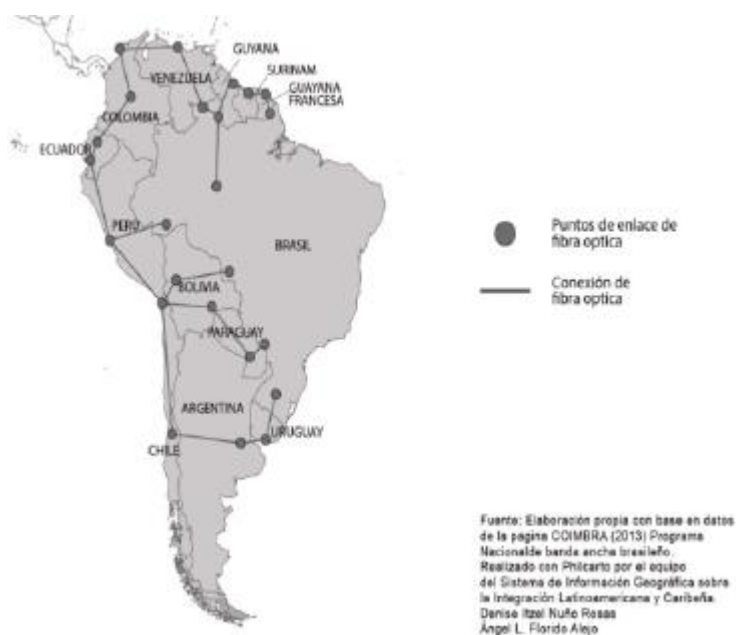 GUYANA
VENEZUELA
SURINAM
GUAYANA
FRANCESA
COLOMBIA
ECUADOR
PERÚ
BRASIL
BOLIVIA
PARAGUAY
ARGENTINA
URUGUAY
CHILE
Puntos de enlace de
fibra optica
Conexión de
fibra optica
Fuente: Elaboración propia con base en datos
de la pagina COIMBRA (2013) Programa
Nacionalde banda ancha brasileño.
Realizado con Philcarto por el equipo
del Sistema de Información Geográfica sobre
la Integración Latinoamericana y Caribeña.
Denise Itzel Nuño Rosas
Ángel L. Florido Alejo